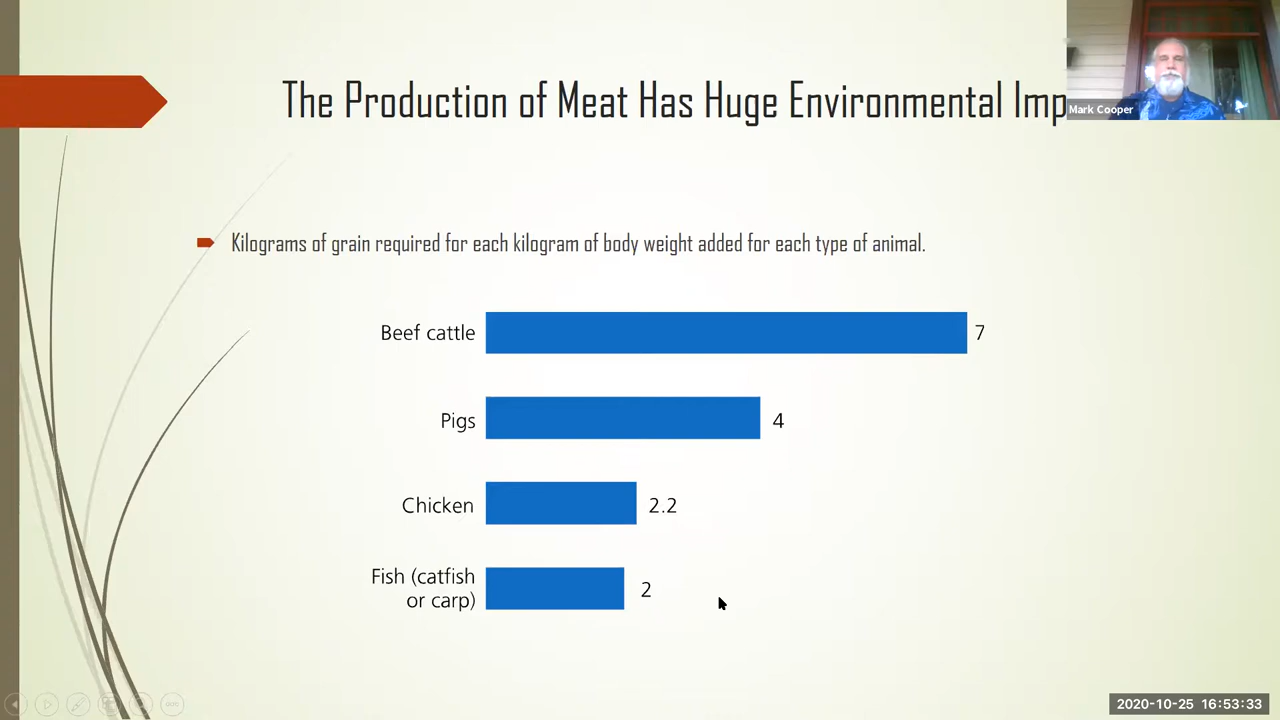 The Production of Meat Has Huge Environmental Imp
Mark Cooper
Kilograms of grain required for each kilogram of body weight added for each type of animal.
Beef cattle 7
Pigs 4
Chicken 2.2
Fish (catfish
or carp) 2
2020-10-25 16:53:33